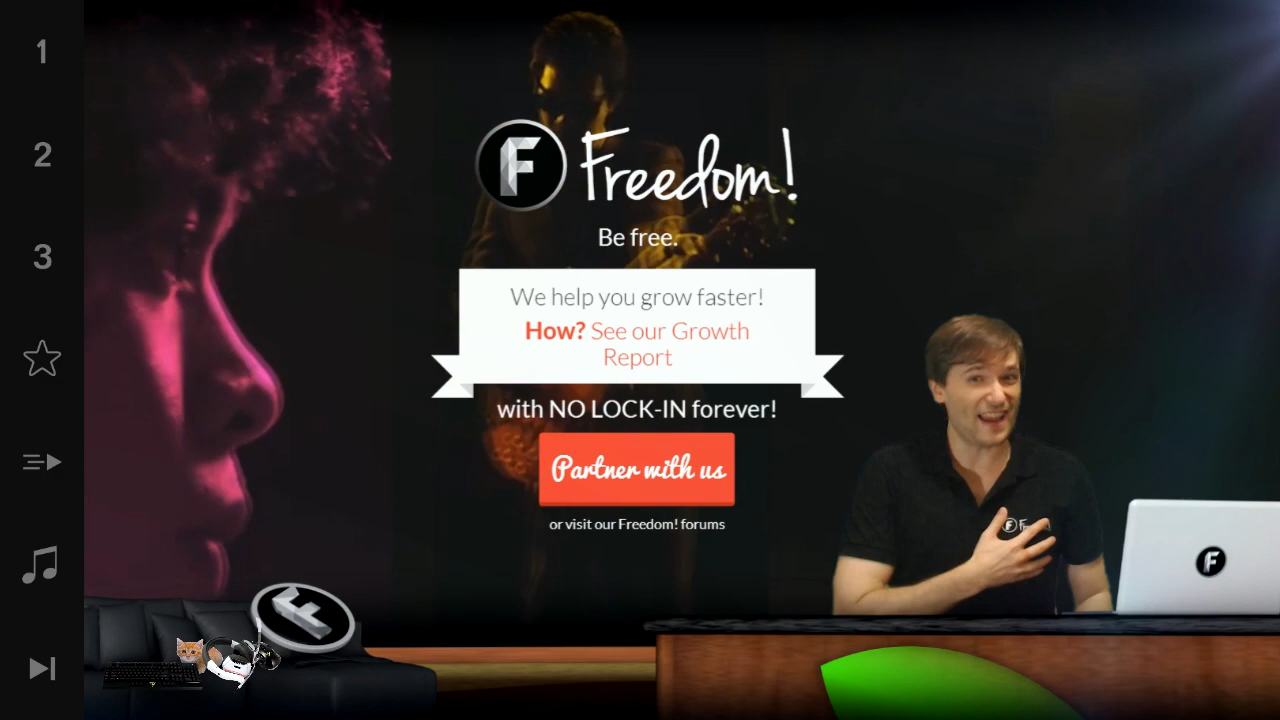 1
2
3
F Freedom!
Be free.
We help you grow faster!
How? See our Growth
Report
with NO LOCK-IN forever!
Partner with us
or visit our Freedom! forums
F
F
F